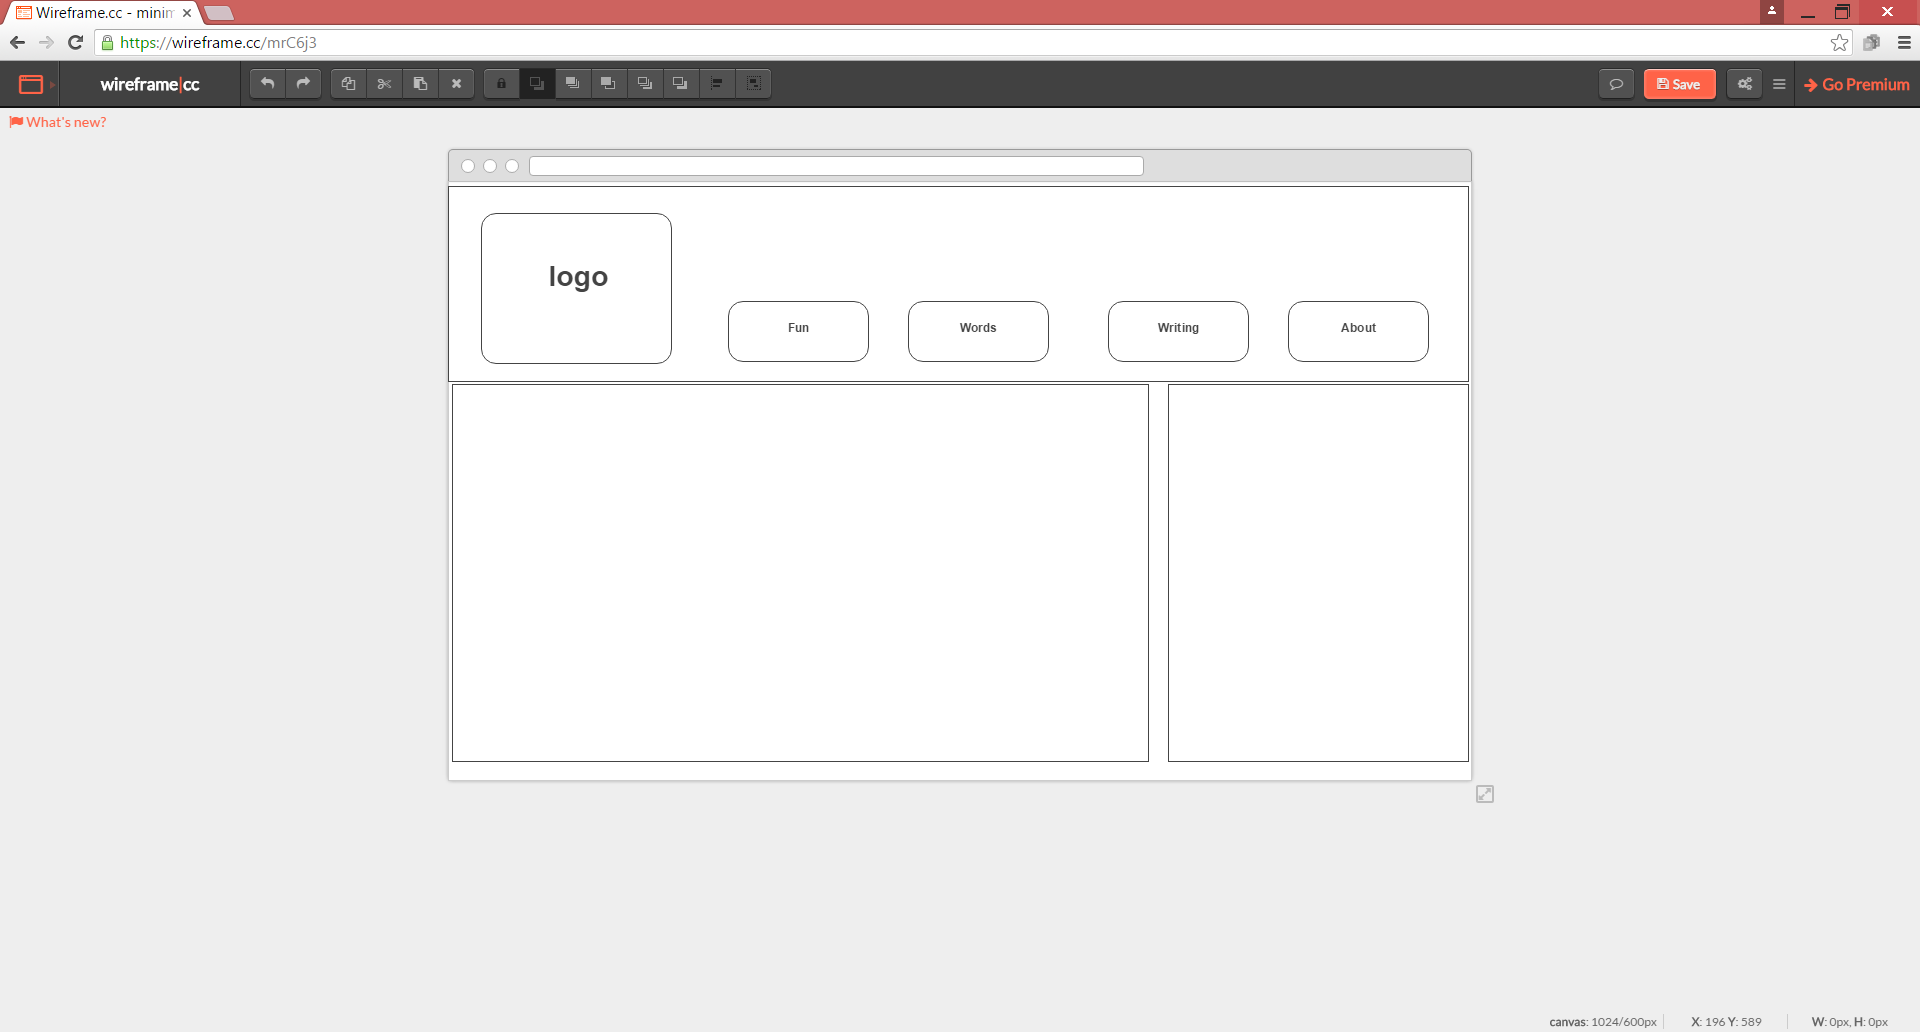 Wireframe.cc - minin
https://wireframe.cc/mrC6j3
wireframe|cc
Save
Go Premium
What's new?
logo
Fun
Words
Writing
About
canvas: 1024/600px
X: 196 Y: 589
W: 0px, H: 0px